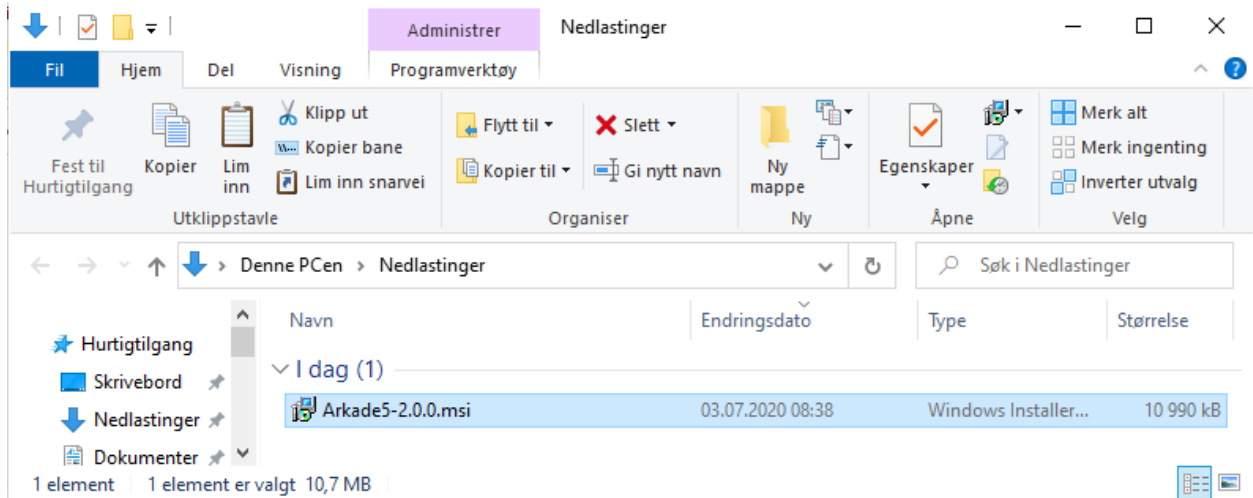 Administrer
Nedlastinger
Fil
Hjem
Del
Visning
Programverktøy
Fest til
Hurtigtilgang
Kopier
Lim
inn
Klipp ut
Kopier bane
Lim inn snarvei
Utklippstavle
Flytt til
Kopier til
Slett
Gi nytt navn
Organiser
Ny
mappe
Ny
Egenskaper
Åpne
Merk alt
Merk ingenting
Inverter utvalg
Velg
Denne PCen > Nedlastinger
Søk i Nedlastinger
Hurtigtilgang
Skrivebord
Nedlastinger
Dokumenter
Navn Endringsdato Type Størrelse
I dag (1)
Arkade5-2.0.0.msi 03.07.2020 08:38 Windows Installer... 10 990 kB
1 element 1 element er valgt 10,7 MB